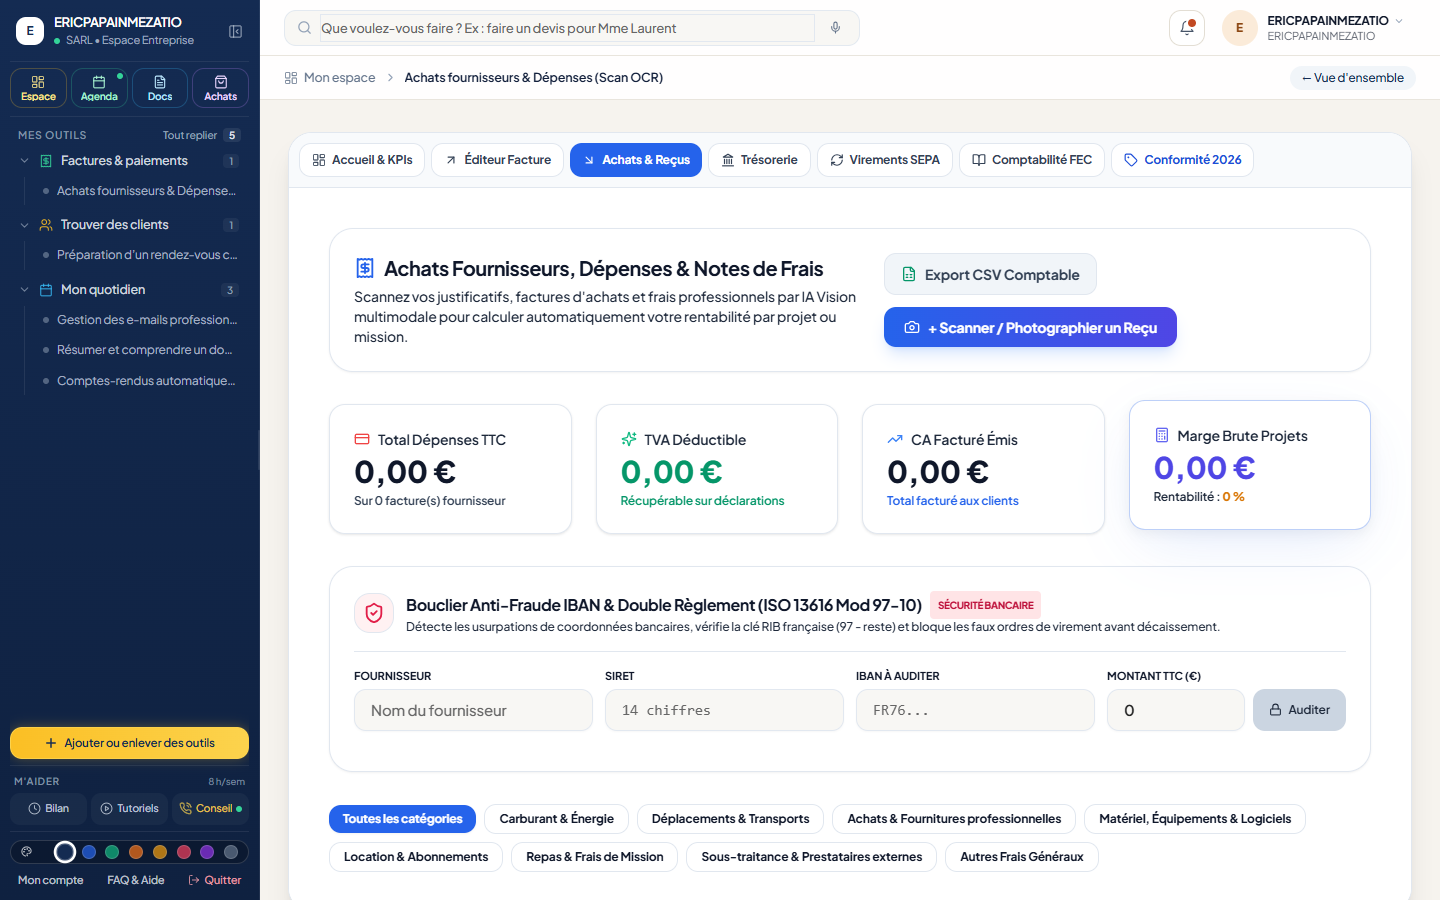 E
ERICPAPAINMEZATIO
SARL • Espace Entreprise
Espace
Agenda
Docs
Achats
MES OUTILS
Tout replier 5
Factures & paiements 1
Achats fournisseurs & Dépense...
Trouver des clients 1
Préparation d'un rendez-vous c...
Mon quotidien 3
Gestion des e-mails profession...
Résumer et comprendre un do...
Comptes-rendus automatique...
+ Ajouter ou enlever des outils
M'AIDER 8 h/sem
Bilan
Tutoriels
Conseil
Mon compte
FAQ & Aide
Quitter
Que voulez-vous faire ? Ex : faire un devis pour Mme Laurent
E
ERICPAPAINMEZATIO
ERICPAPAINMEZATIO
Mon espace > Achats fournisseurs & Dépenses (Scan OCR)
← Vue d'ensemble
Accueil & KPIs
Éditeur Facture
Achats & Reçus
Trésorerie
Virements SEPA
Comptabilité FEC
Conformité 2026
Achats Fournisseurs, Dépenses & Notes de Frais
Scannez vos justificatifs, factures d'achats et frais professionnels par IA Vision
multimodale pour calculer automatiquement votre rentabilité par projet ou
mission.
Export CSV Comptable
+ Scanner / Photographier un Reçu
Total Dépenses TTC
0,00 €
Sur 0 facture(s) fournisseur
TVA Déductible
0,00 €
Récupérable sur déclarations
CA Facturé Émis
0,00 €
Total facturé aux clients
Marge Brute Projets
0,00 €
Rentabilité : 0 %
Bouclier Anti-Fraude IBAN & Double Règlement (ISO 13616 Mod 97-10) SÉCURITÉ BANCAIRE
Détecte les usurpations de coordonnées bancaires, vérifie la clé RIB française (97 - reste) et bloque les faux ordres de virement avant décaissement.
FOURNISSEUR
Nom du fournisseur
SIRET
14 chiffres
IBAN À AUDITER
FR76...
MONTANT TTC (€)
0
Auditer
Toutes les catégories
Carburant & Énergie
Déplacements & Transports
Achats & Fournitures professionnelles
Matériel, Équipements & Logiciels
Location & Abonnements
Repas & Frais de Mission
Sous-traitance & Prestataires externes
Autres Frais Généraux